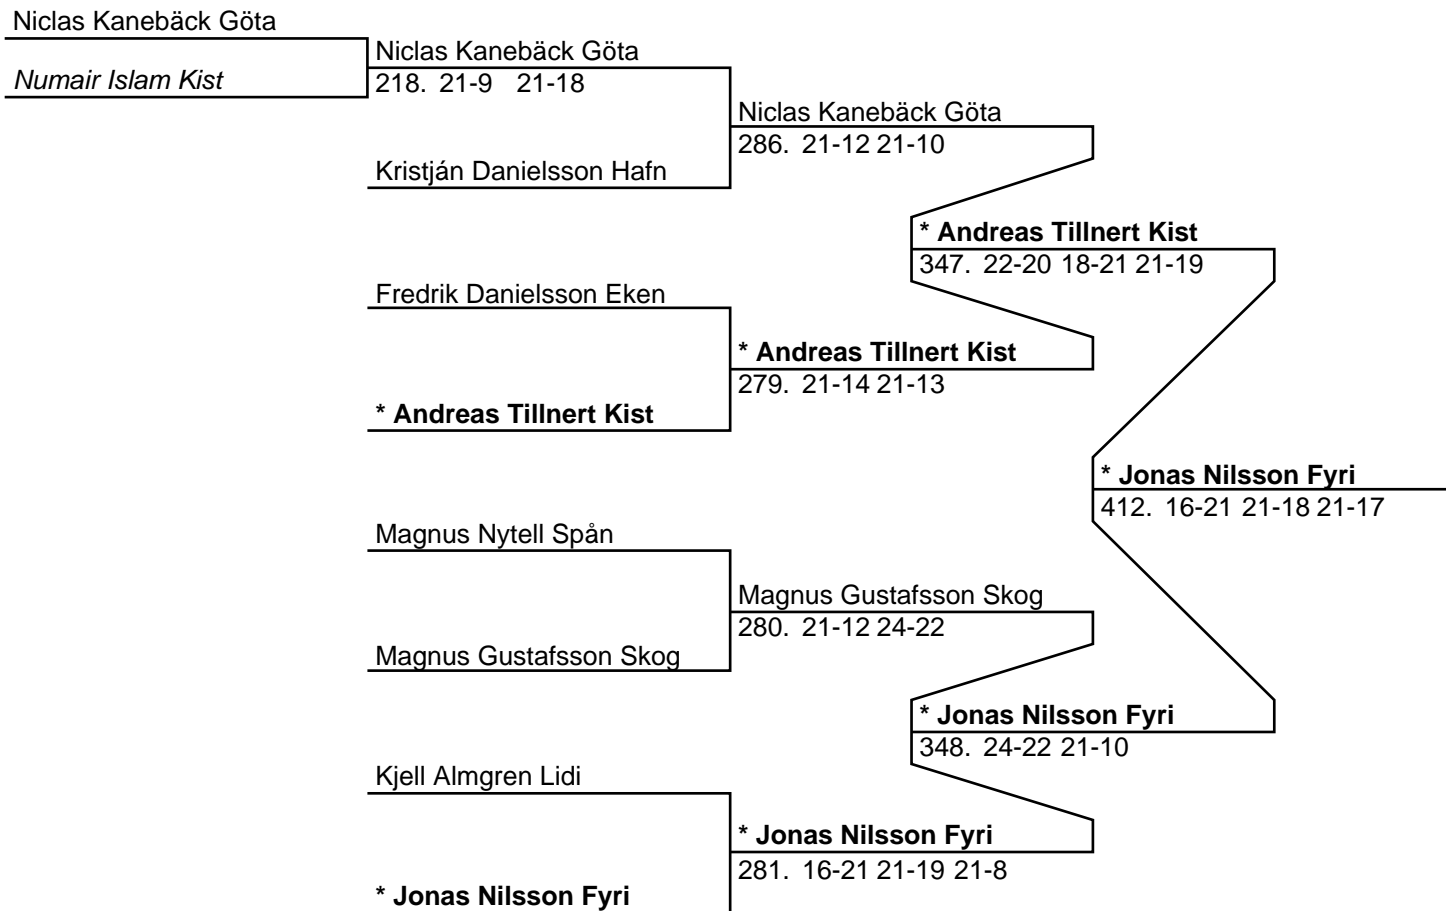 Niclas Kanebäck Göta
Niclas Kanebäck Göta
Numair Islam Kist
218. 21-9 21-18
Niclas Kanebäck Göta
286. 21-12 21-10
Kristján Danielsson Hafn
* Andreas Tillnert Kist
347. 22-20 18-21 21-19
Fredrik Danielsson Eken
* Andreas Tillnert Kist
279. 21-14 21-13
* Andreas Tillnert Kist
* Jonas Nilsson Fyri
412. 16-21 21-18 21-17
Magnus Nytell Spån
Magnus Gustafsson Skog
280. 21-12 24-22
Magnus Gustafsson Skog
* Jonas Nilsson Fyri
348. 24-22 21-10
Kjell Almgren Lidi
* Jonas Nilsson Fyri
281. 16-21 21-19 21-8
* Jonas Nilsson Fyri